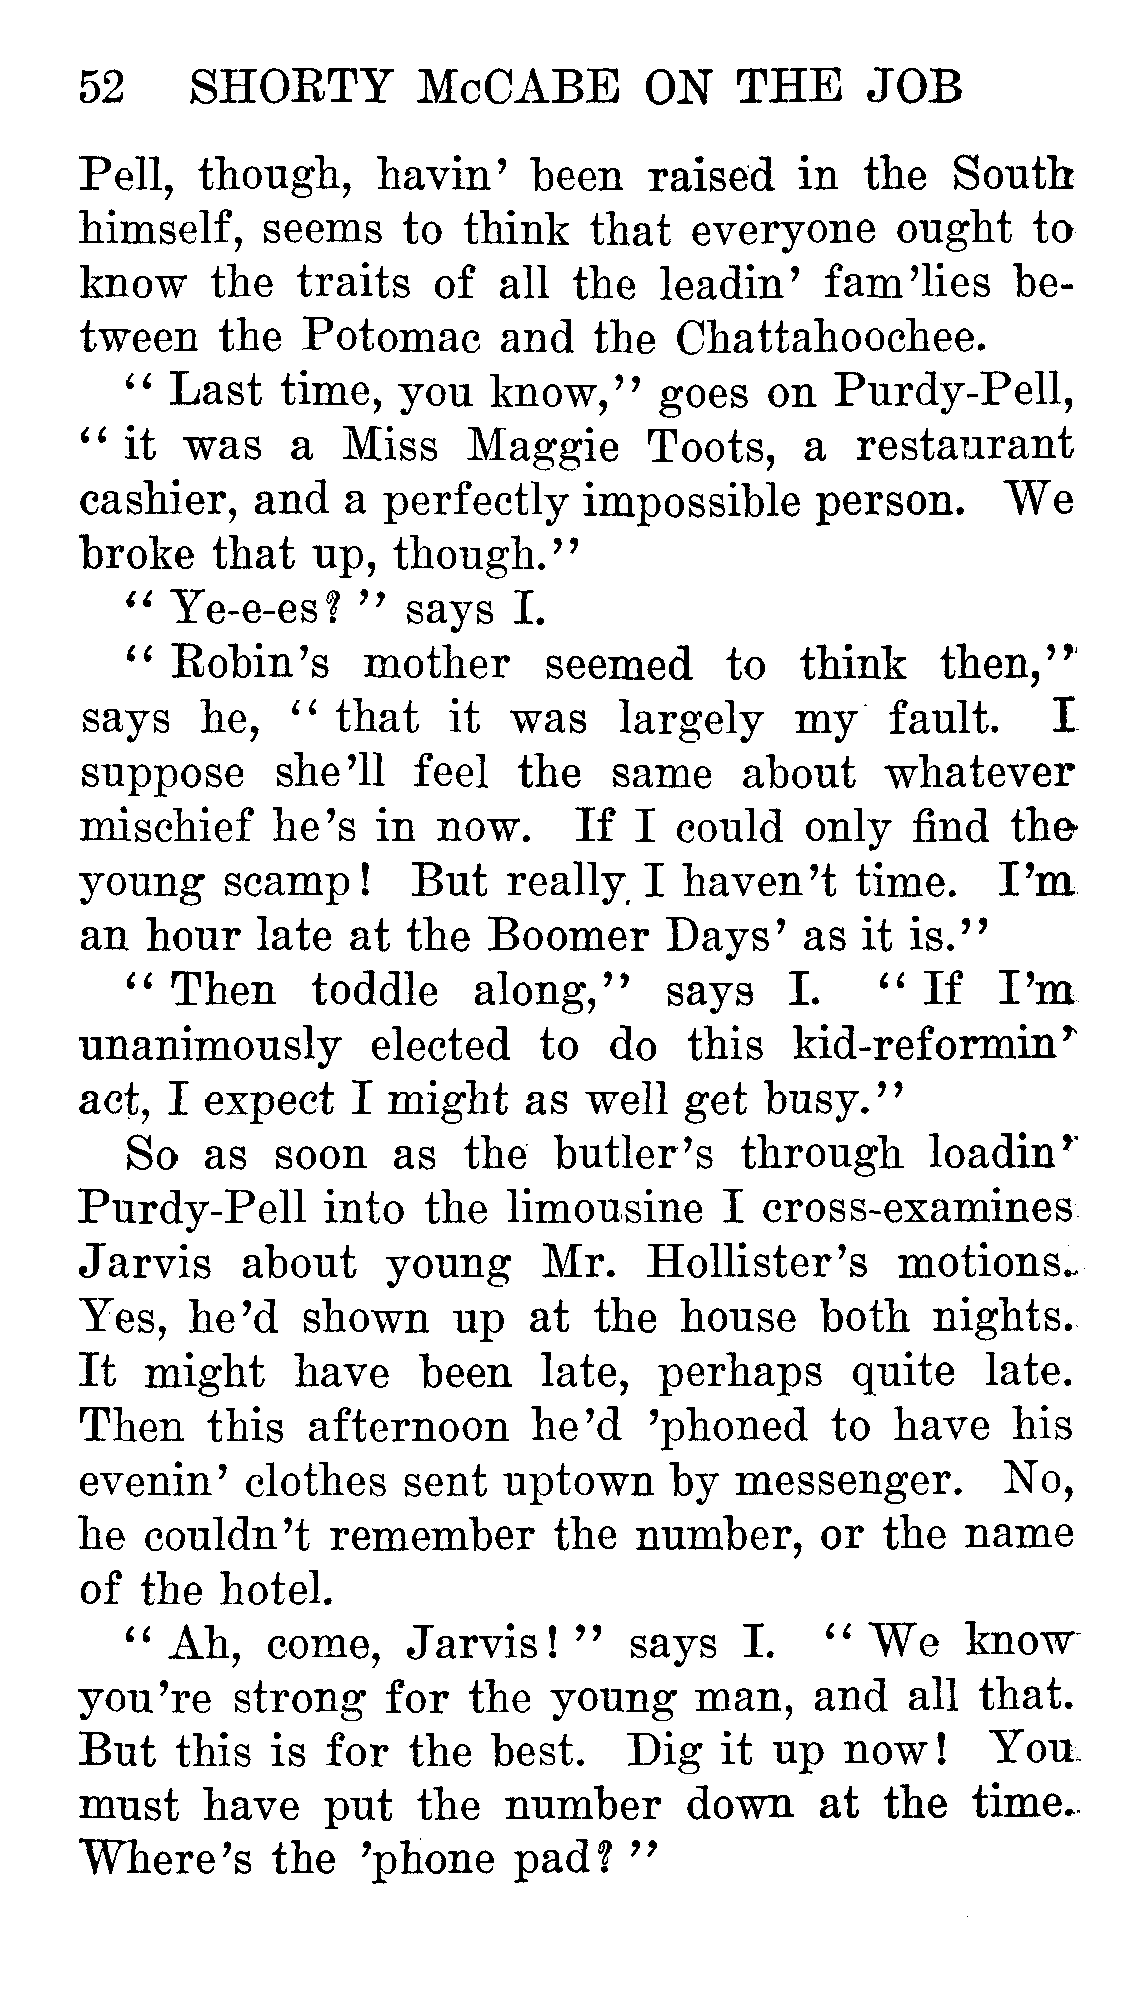 52 SHORTY McCABE ON THE JOB
Pell, though, havin' been raised in the South
himself, seems to think that everyone ought to
know the traits of all the leadin' fam'lies be-
tween the Potomac and the Chattahoochee.
" Last time, you know," goes on Purdy-Pell,
" it was a Miss Maggie Toots, a restaurant
cashier, and a perfectly impossible person. We
broke that up, though."
" Ye-e-es? " says I.
" Robin's mother seemed to think then,"
says he, " that it was largely my fault. I
suppose she'll feel the same about whatever
mischief he's in now. If I could only find the
young scamp! But really I haven't time. I'm
an hour late at the Boomer Days' as it is."
" Then toddle along," says I. " If I'm
unanimously elected to do this kid-reformin'
act, I expect I might as well get busy."
So as soon as the butler's through loadin'
Purdy-Pell into the limousine I cross-examines
Jarvis about young Mr. Hollister's motions.
Yes, he'd shown up at the house both nights.
It might have been late, perhaps quite late.
Then this afternoon he'd 'phoned to have his
evenin' clothes sent uptown by messenger. No,
he couldn't remember the number, or the name
of the hotel.
" Ah, come, Jarvis! " says I. " We know
you're strong for the young man, and all that.
But this is for the best. Dig it up now! You
must have put the number down at the time.
Where's the 'phone pad? "